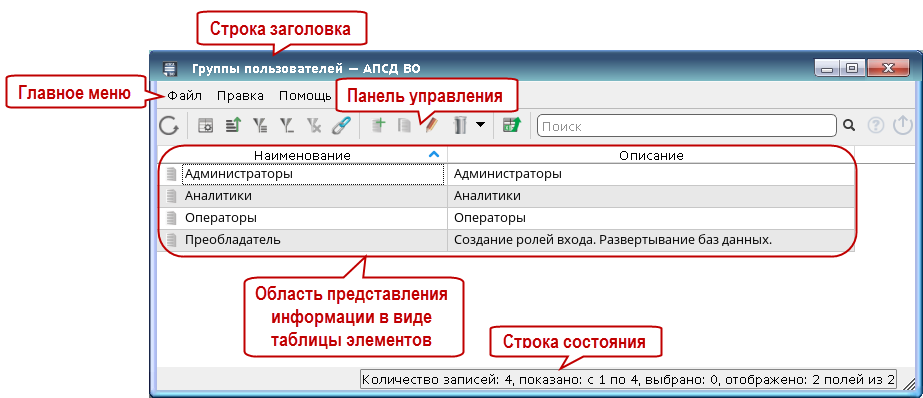 Строка заголовка
Группы пользователей — АПСД ВО
Главное меню
Файл Правка Помощь
Панель управления
Поиск
Наименование Описание
Администраторы Администраторы
Аналитики Аналитики
Операторы Операторы
Преобладатель Создание ролей входа. Развертывание баз данных.
Область представления
информации в виде
таблицы элементов
Строка состояния
Количество записей: 4, показано: с 1 по 4, выбрано: 0, отображено: 2 полей из 2